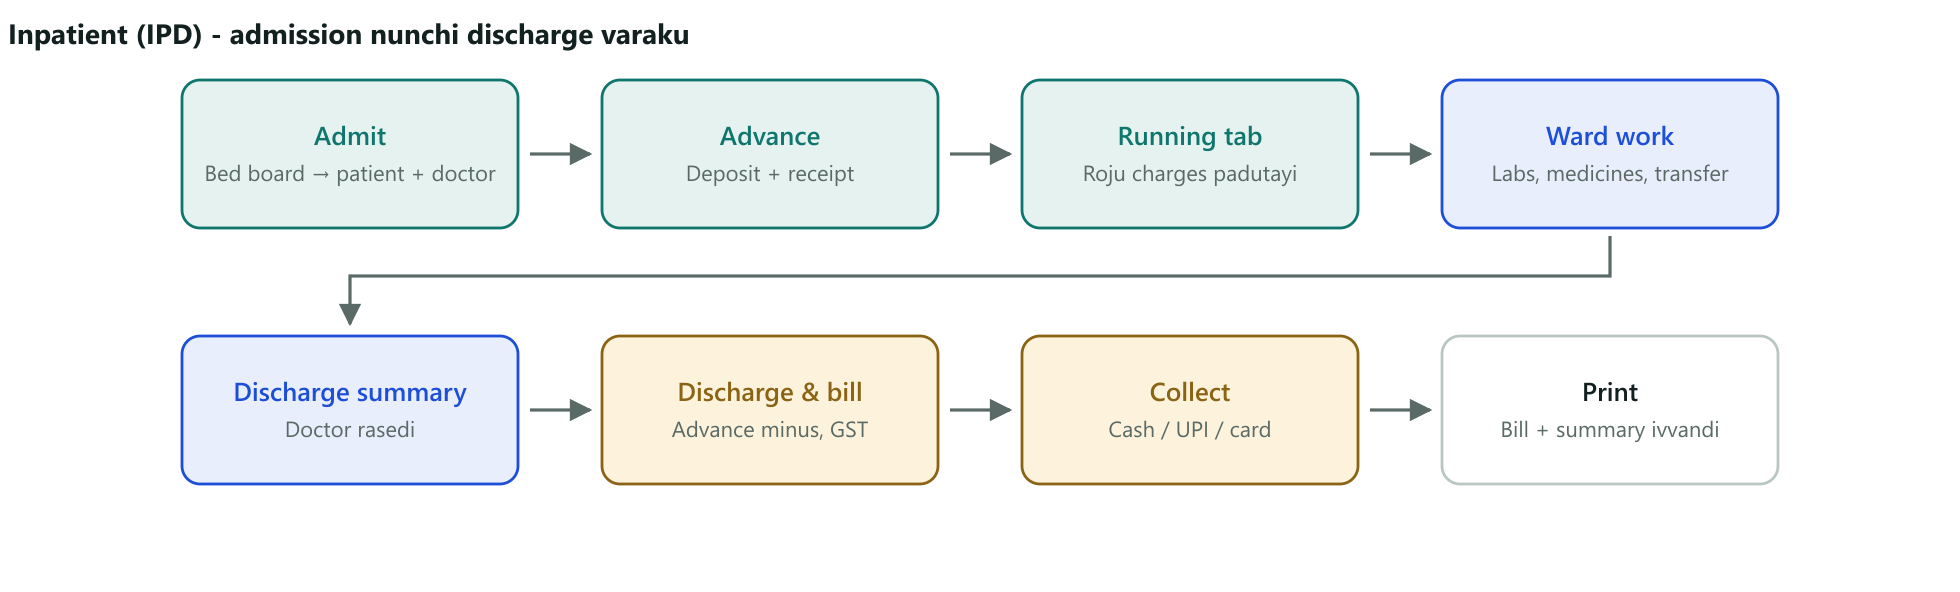 Inpatient (IPD) - admission nunchi discharge varaku
Admit
Bed board → patient + doctor
Advance
Deposit + receipt
Running tab
Roju charges padutayi
Ward work
Labs, medicines, transfer
Discharge summary
Doctor rasedi
Discharge & bill
Advance minus, GST
Collect
Cash / UPI / card
Print
Bill + summary ivvandi